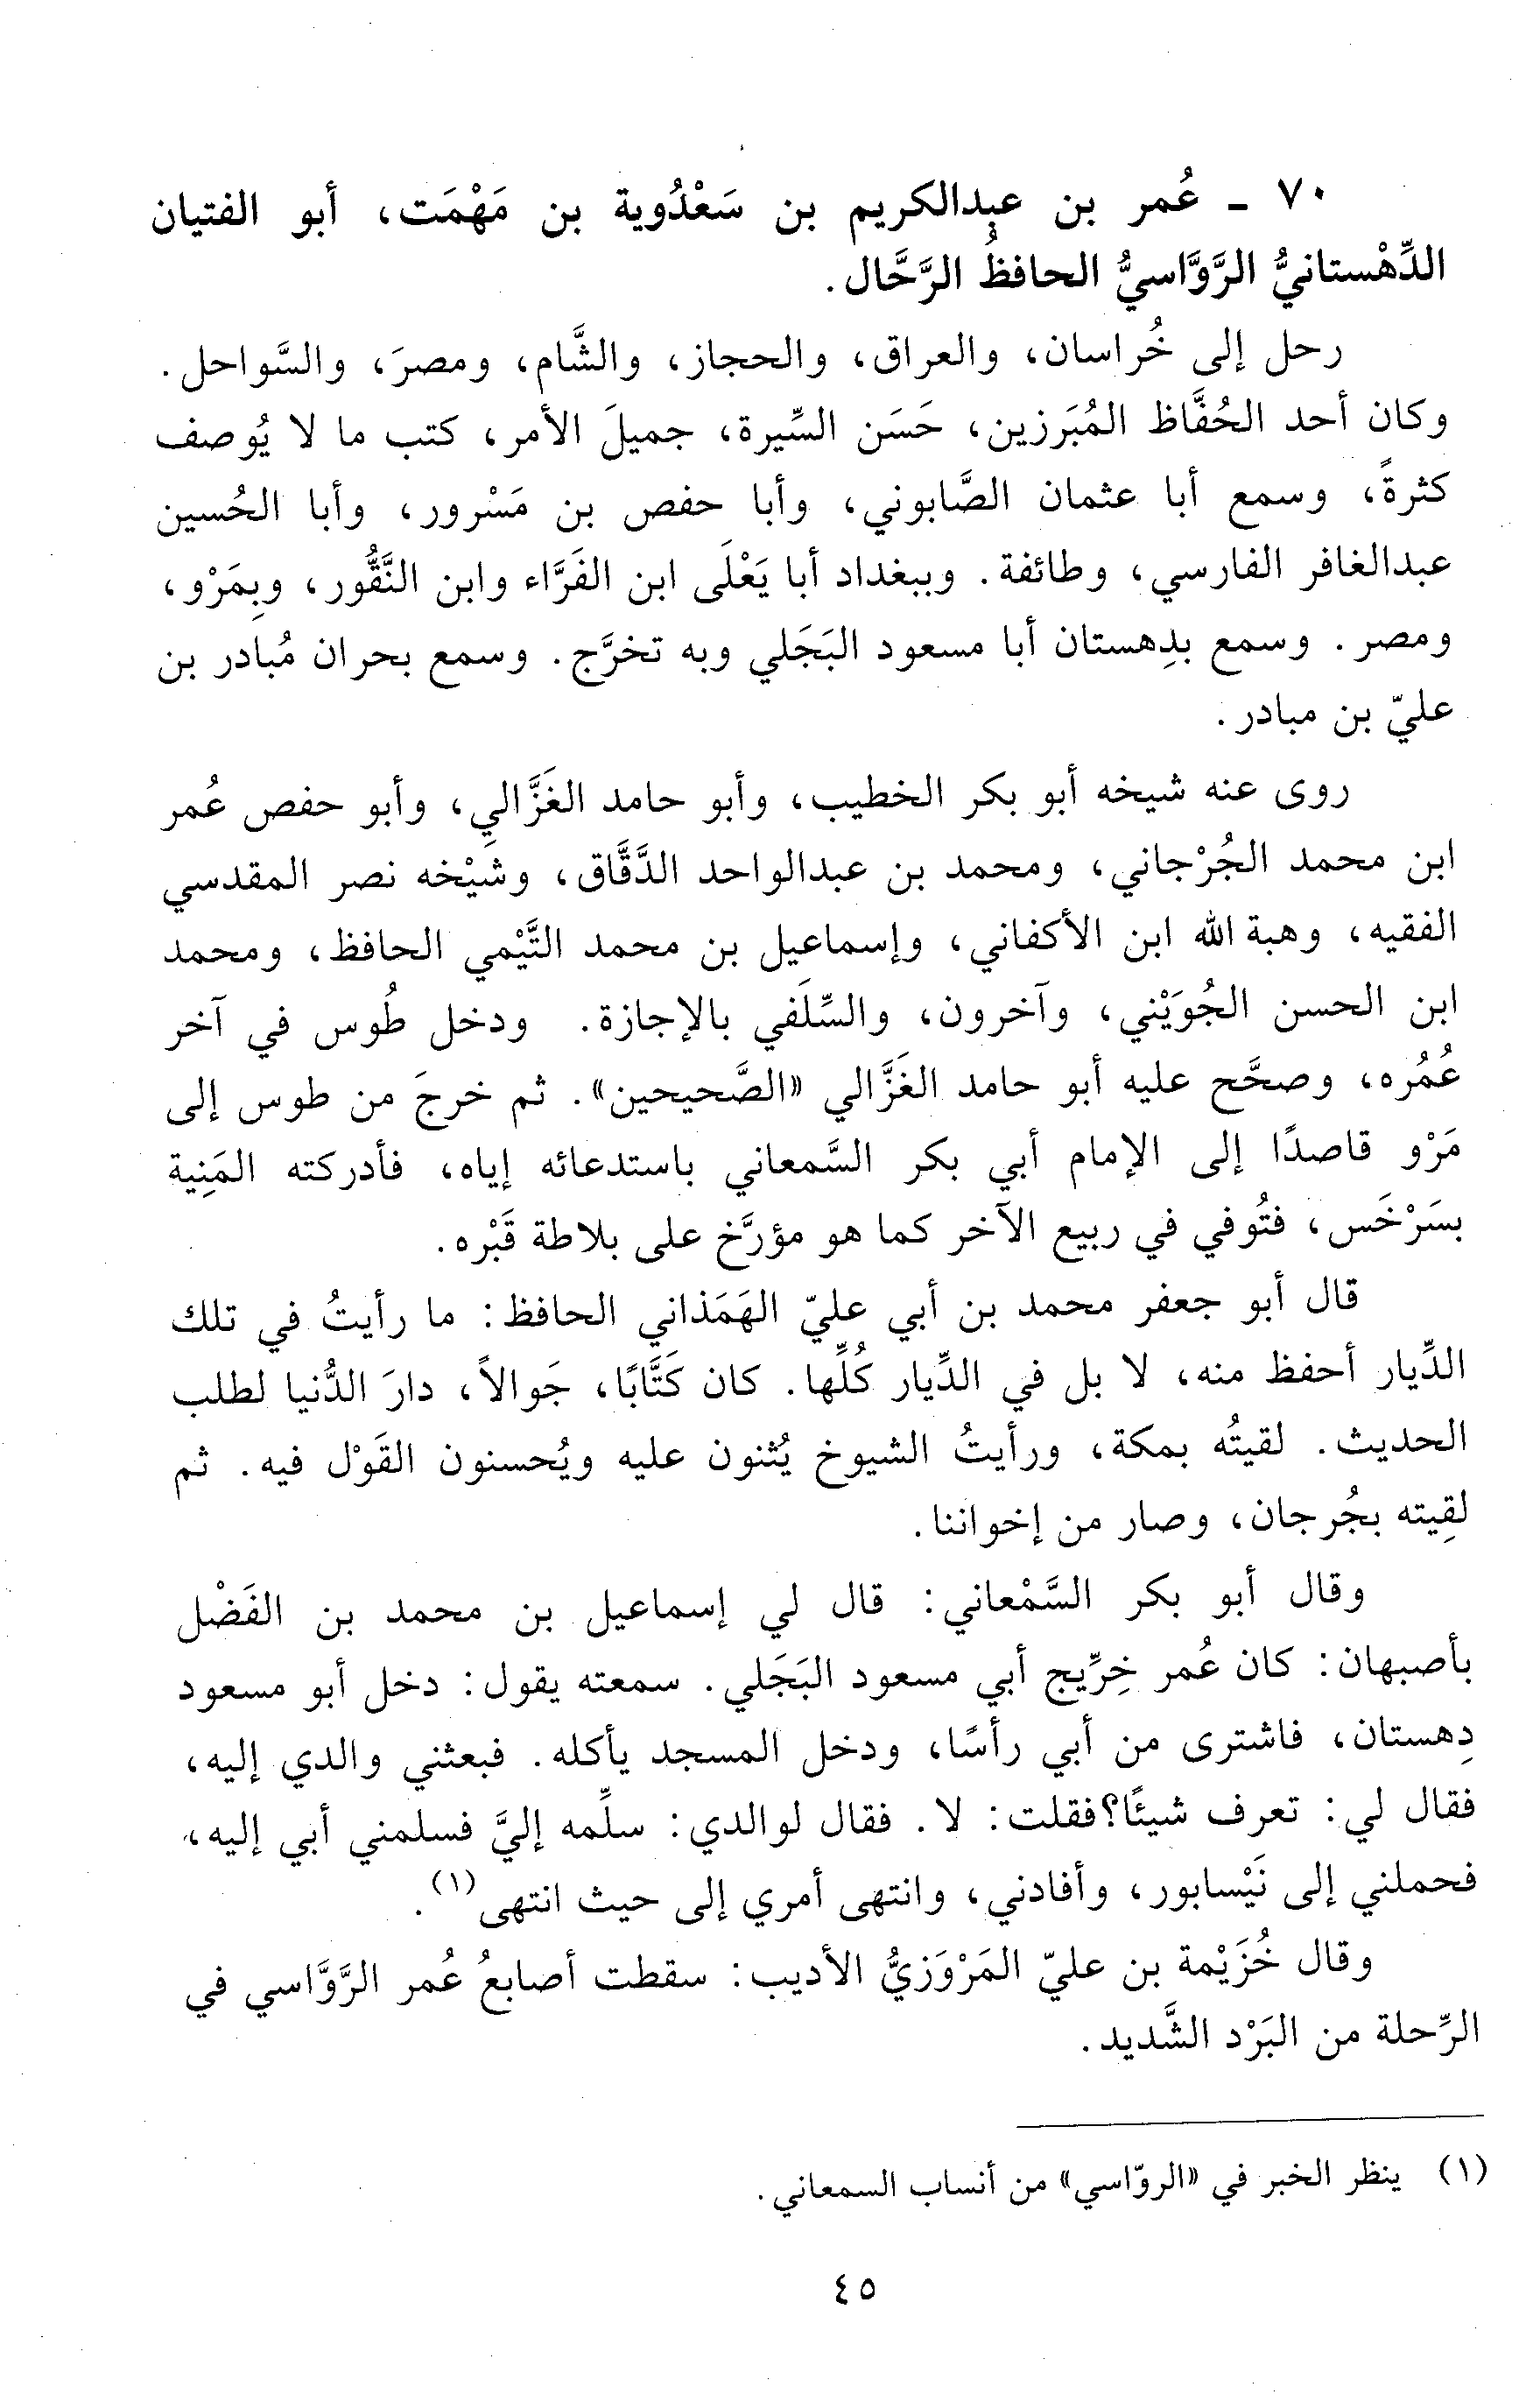 ٧٠ - عُمر بن عبدالكريم بن سَعْدُوية بن مَهْمَت، أبو الفتيان
الدِّهْستانيُّ الرَّوَّاسيُّ الحافظُ الرَّحَّال.
رحل إلى خُراسان، والعراق، والحجاز، والشَّام، ومصرَ، والسَّواحل.
وكان أحد الحُفَّاظ المُبَرزين، حَسَن السِّيرة، جميلَ الأمر، كتب ما لا يُوصف
كثرةً، وسمع أبا عثمان الصَّابوني، وأبا حفص بن مَسْرور، وأبا الحُسين
عبدالغافر الفارسي، وطائفة. وببغداد أبا يَعْلَى ابن الفَرَّاء وابن النَّقُّور، وبِمَرْو،
ومصر. وسمع بدِهستان أبا مسعود البَجَلي وبه تخرَّج. وسمع بحران مُبادر بن
عليّ بن مبادر.
روى عنه شيخه أبو بكر الخطيب، وأبو حامد الغَزَّالِي، وأبو حفص عُمر
ابن محمد الجُرْجاني، ومحمد بن عبدالواحد الدَّقَّاق، وشيْخه نصر المقدسي
الفقيه، وهبة الله ابن الأكفاني، وإسماعيل بن محمد التَّيْمي الحافظ، ومحمد
ابن الحسن الجُوَيْني، وآخرون، والسِّلَفي بالإجازة. ودخل طُوس في آخر
عُمُره، وصحَّح عليه أبو حامد الغَزَّالي «الصَّحيحين». ثم خرجَ من طوس إلى
مَرْو قاصدًا إلى الإمام أبي بكر السَّمعاني باستدعائه إياه، فأدركته المَنِية
بسَرْخَس، فتُوفي في ربيع الآخر كما هو مؤرَّخ على بلاطة قَبْره.
قال أبو جعفر محمد بن أبي عليّ الهَمَذاني الحافظ: ما رأيتُ في تلك
الدِّيار أحفظ منه، لا بل في الدِّيار كُلِّها. كان كَتَّابًا، جَوالاً، دارَ الدُّنيا لطلب
الحديث. لقيتُه بمكة، ورأيتُ الشيوخ يُثنون عليه ويُحسنون القَوْل فيه. ثم
لقِيته بجُرجان، وصار من إخواننا.
وقال أبو بكر السَّمْعاني: قال لي إسماعيل بن محمد بن الفَضْل
بأصبهان: كان عُمر خِرِّيج أبي مسعود البَجَلي. سمعته يقول: دخل أبو مسعود
دِهستان، فاشترى من أبي رأسًا، ودخل المسجد يأكله. فبعثني والدي إليه،
فقال لي: تعرف شيئًا؟فقلت: لا. فقال لوالدي: سلِّمه إليَّ فسلمني أبي إليه،
فحملني إلى نَيْسابور، وأفادني، وانتهى أمري إلى حيث انتهى(١).
وقال خُزَيْمة بن عليّ المَرْوَزيُّ الأديب: سقطت أصابعُ عُمر الرَّوَّاسي في
الرِّحلة من البَرْد الشَّديد.
(١) ينظر الخبر في «الروّاسي» من أنساب السمعاني.
٤٥